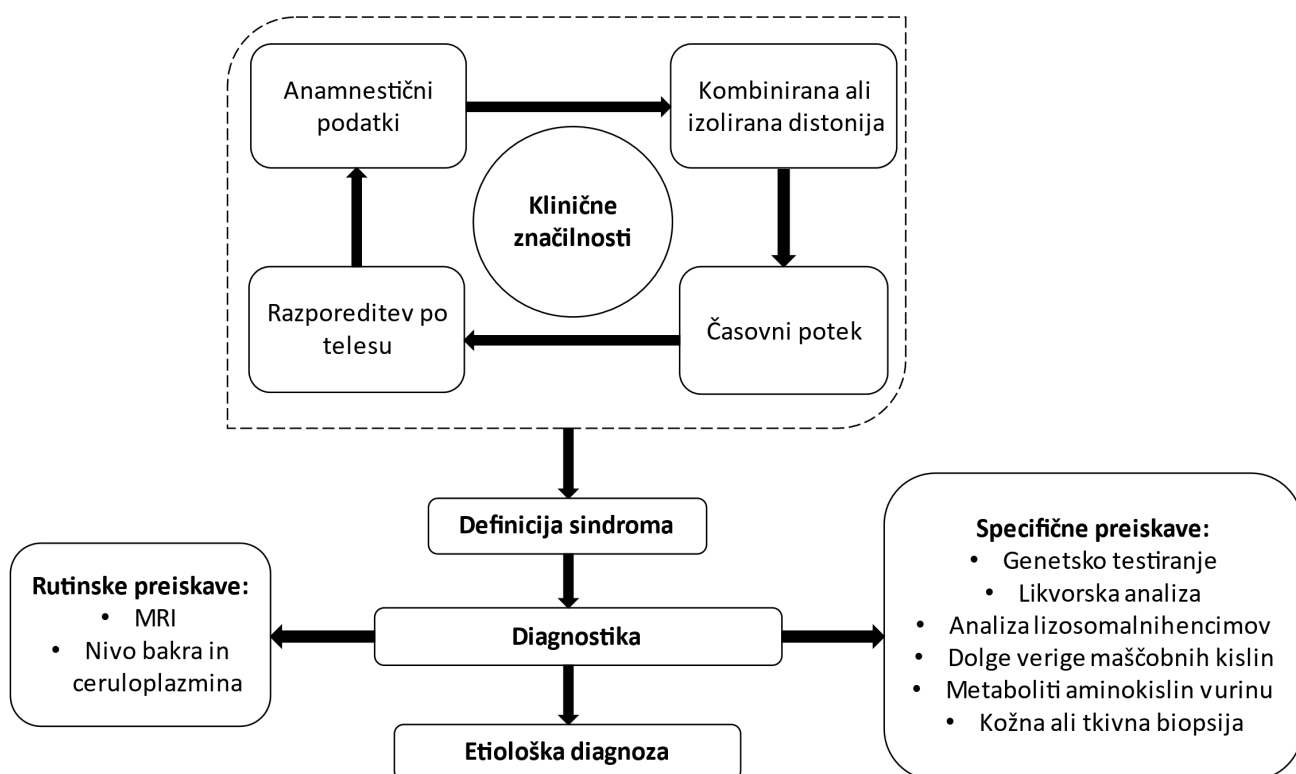 Anamnestični
podatki
Kombinirana ali
izolirana distonija
Klinične
značilnosti
Razporeditev po
telesu
Časovni potek
Definicija sindroma
Rutinske preiskave:
• MRI
• Nivo bakra in
ceruloplazmina
Diagnostika
Specifične preiskave:
• Genetsko testiranje
• Likvorska analiza
• Analiza lizosomalnihencimov
• Dolge verige maščobnih kislin
• Metaboliti aminokislin v urinu
• Kožna ali tkivna biopsija
Etiološka diagnoza